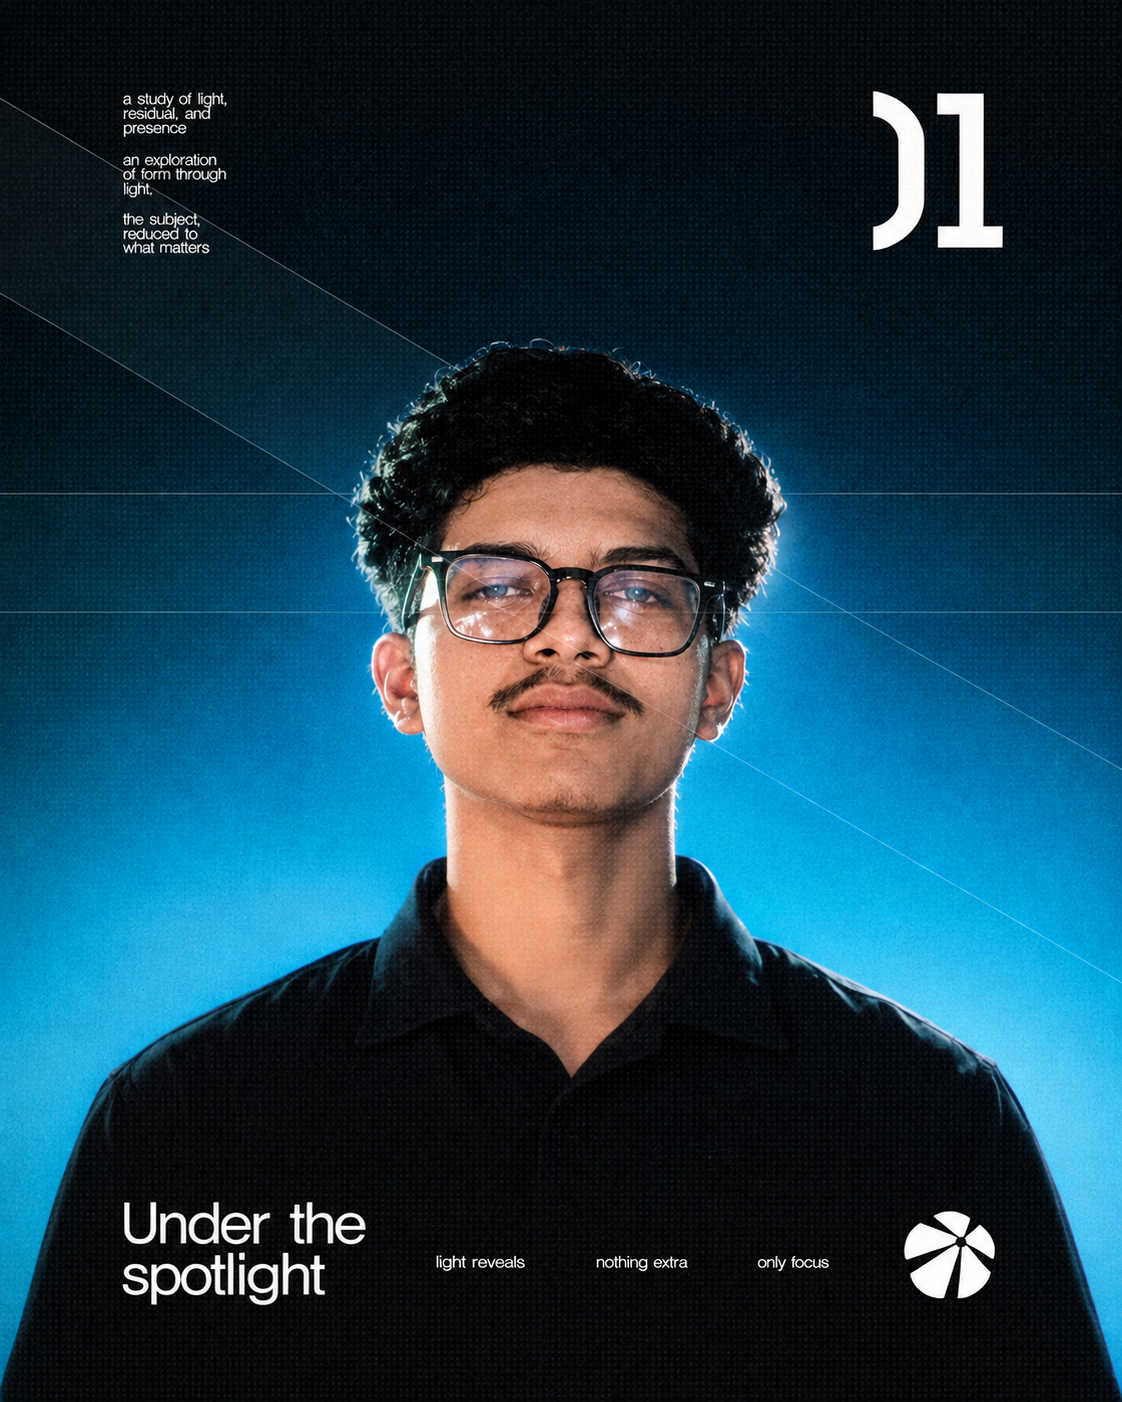 a study of light,
residual, and
presence
an exploration
of form through
light,
the subject,
reduced to
what matters
01
Under the
spotlight
light reveals
nothing extra
only focus